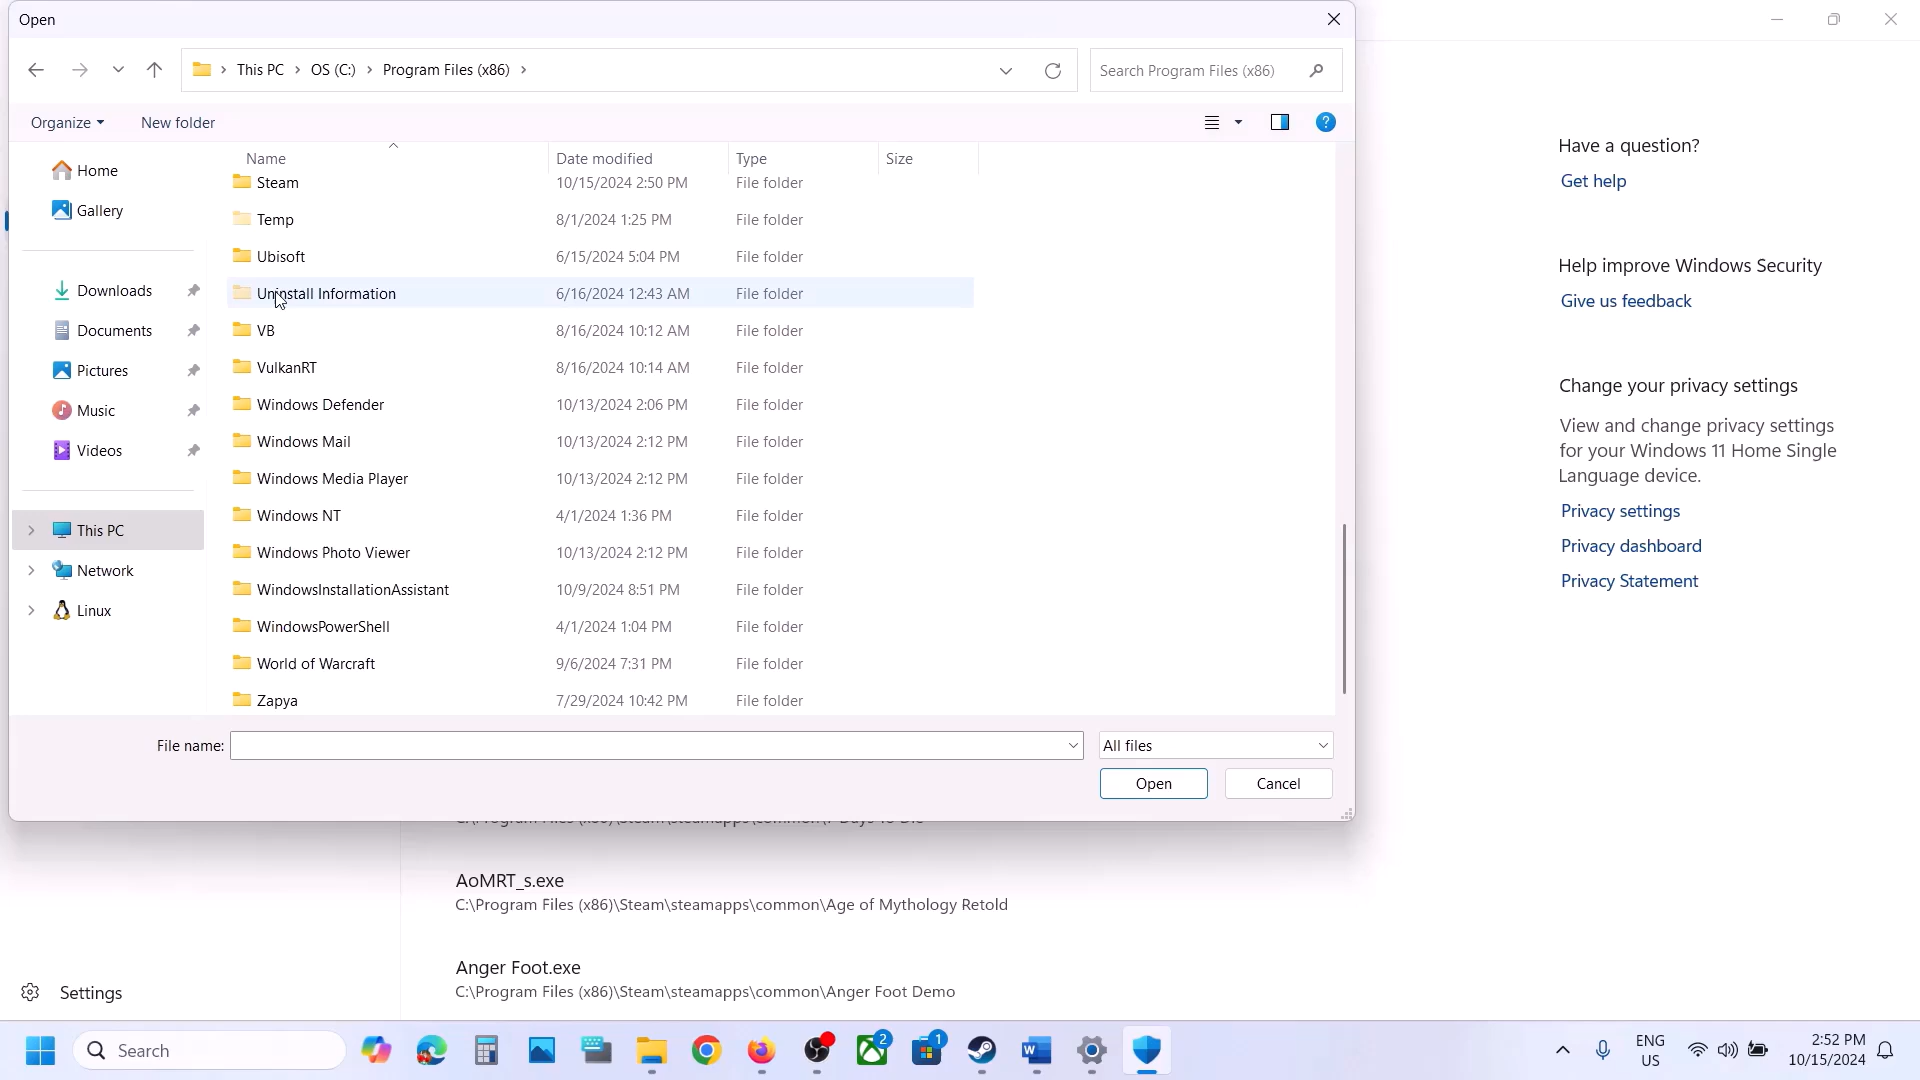 Open
This PC > OS (C:) > Program Files (x86) >
Search Program Files (x86)
Organize
New folder
Home
Gallery
Downloads
Documents
Pictures
Music
Videos
This PC
Network
Linux
Name Date modified Type Size
Steam 10/15/2024 2:50 PM File folder
Temp 8/1/2024 1:25 PM File folder
Ubisoft 6/15/2024 5:04 PM File folder
Uninstall Information 6/16/2024 12:43 AM File folder
VB 8/16/2024 10:12 AM File folder
VulkanRT 8/16/2024 10:14 AM File folder
Windows Defender 10/13/2024 2:06 PM File folder
Windows Mail 10/13/2024 2:12 PM File folder
Windows Media Player 10/13/2024 2:12 PM File folder
Windows NT 4/1/2024 1:36 PM File folder
Windows Photo Viewer 10/13/2024 2:12 PM File folder
WindowsInstallationAssistant 10/9/2024 8:51 PM File folder
WindowsPowerShell 4/1/2024 1:04 PM File folder
World of Warcraft 9/6/2024 7:31 PM File folder
Zapya 7/29/2024 10:42 PM File folder
File name:
All files
Open
Cancel
Have a question?
Get help
Help improve Windows Security
Give us feedback
Change your privacy settings
View and change privacy settings
for your Windows 11 Home Single
Language device.
Privacy settings
Privacy dashboard
Privacy Statement
AoMRT_s.exe
C:\Program Files (x86)\Steam\steamapps\common\Age of Mythology Retold
Anger Foot.exe
C:\Program Files (x86)\Steam\steamapps\common\Anger Foot Demo
Settings
Search
2
1
ENG
US
2:52 PM
10/15/2024